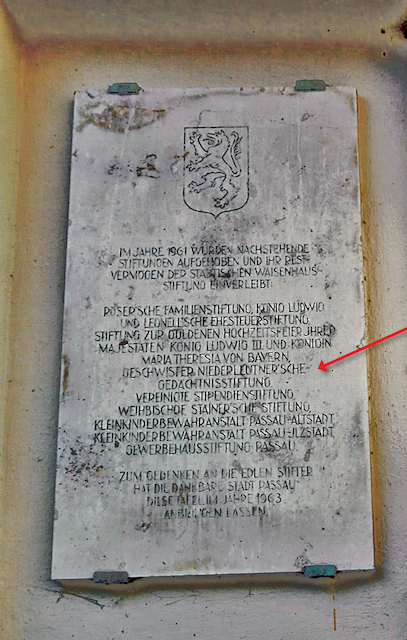 IM JAHRE 1961 WURDEN NACHSTEHENDE
STIFTUNGEN AUFGEHOBEN UND IHR REST-
VERMÖGEN DER STÄDTISCHEN WAISENHAUS-
STIFTUNG EINVERLEIBT:
RÖSER'SCHE FAMILIENSTIFTUNG, KÖNIG LUDWIG
UND LEONELL'SCHE EHESTEUERSTIFTUNG,
STIFTUNG ZUR GOLDENEN HOCHZEITSFEIER IHRER
MAJESTÄTEN KÖNIG LUDWIG III. UND KÖNIGIN
MARIA THERESIA VON BAYERN,
GESCHWISTER NIEDERLEUTNER'SCHE-
GEDÄCHTNISSTIFTUNG,
VEREINIGTE STIPENDIENSTIFTUNG,
WEIHBISCHOF STAINER'SCHE STIFTUNG,
KLEINKINDERBEWAHRANSTALT PASSAU-ALTSTADT,
KLEINKINDERBEWAHRANSTALT PASSAU-ILZSTADT,
GEWERBEHAUSSTIFTUNG PASSAU.
ZUM GEDENKEN AN DIE EDLEN STIFTER
HAT DIE DANKBARE STADT PASSAU
DIESE TAFEL IM JAHRE 1963
ANBRINGEN LASSEN.